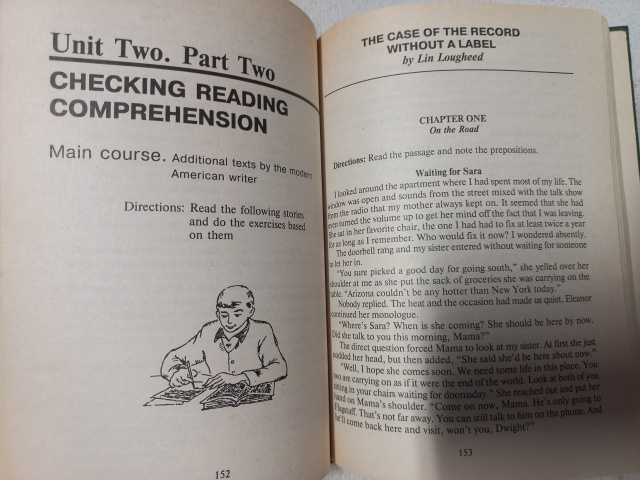 Unit Two. Part Two
CHECKING READING
COMPREHENSION
Main course. Additional texts by the modern
American writer
Directions: Read the following stories
and do the exercises based
on them
152
THE CASE OF THE RECORD
WITHOUT A LABEL
by Lin Lougheed
CHAPTER ONE
On the Road
Directions: Read the passage and note the prepositions.
Waiting for Sara
I looked around the apartment where I had spent most of my life. The
window was open and sounds from the street mixed with the talk show
from the radio that my mother always kept on. It seemed that she had
even turned the volume up to get her mind off the fact that I was leaving.
She sat in her favorite chair, the one I had had to fix at least twice a year
for as long as I remember. Who would fix it now? I wondered absently.
The doorbell rang and my sister entered without waiting for someone
to let her in.
"You sure picked a good day for going south," she yelled over her
shoulder at me as she put the sack of groceries she was carrying on the
table. "Arizona couldn't be any hotter than New York today."
Nobody replied. The heat and the occasion had made us quiet. Eleanor
continued her monologue.
"Where's Sara? When is she coming? She should be here by now.
Did she talk to you this morning, Mama?"
The direct question forced Mama to look at my sister. At first she just
nodded her head, but then added, "She said she'd be here about now."
"Well, I hope she comes soon. We need some life in this place. You
two are carrying on as if it were the end of the world. Look at both of you
sitting in your chairs waiting for doomsday." She reached out and put her
hand on Mama's shoulder. "Come on now, Mama. He's only going to
Flagstaff. That's not far away. You can still talk to him on the phone. And
he'll come back here and visit, won't you, Dwight?"
153